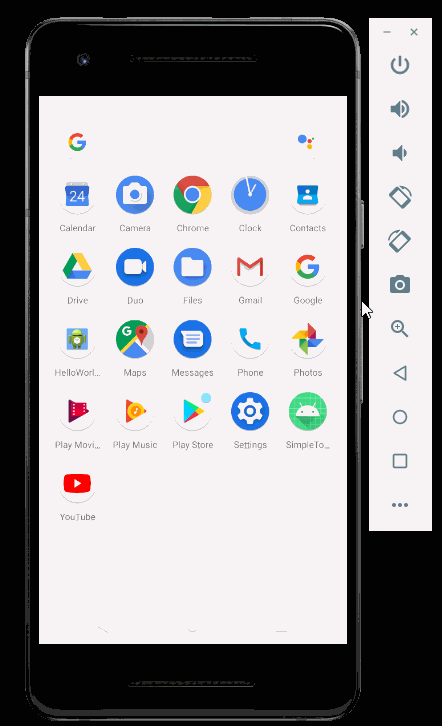 24
Calendar Camera Chrome Clock Contacts
Drive Duo Files Gmail Google
HelloWorl... Maps Messages Phone Photos
Play Movi... Play Music Play Store Settings SimpleTo...
YouTube